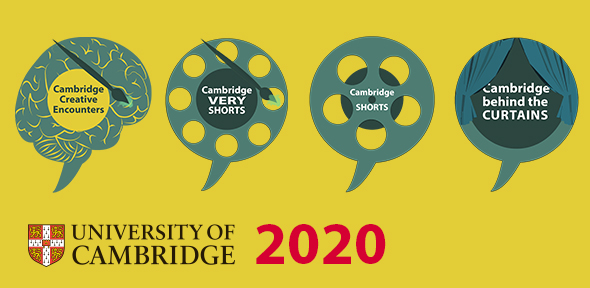 Cambridge
Creative
Encounters
Cambridge
VERY
SHORTS
Cambridge
SHORTS
Cambridge
behind the
CURTAINS
UNIVERSITY OF
CAMBRIDGE
2020